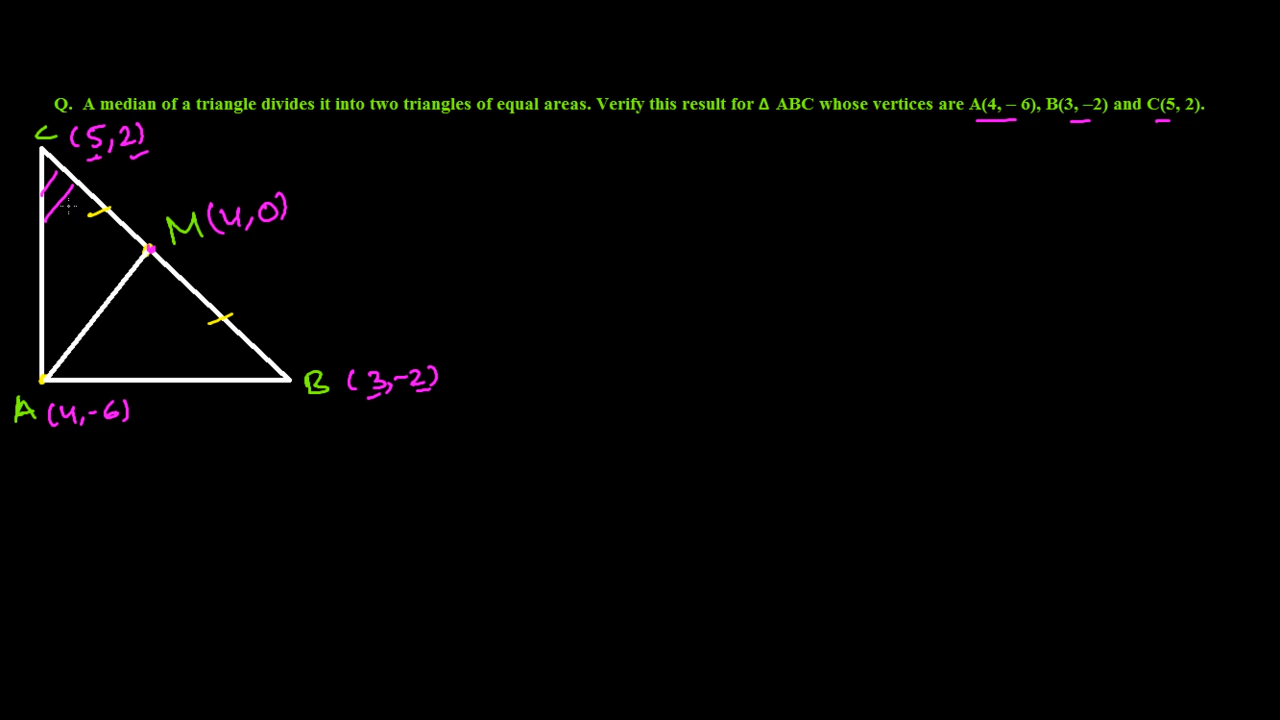 Q. A median of a triangle divides it into two triangles of equal areas. Verify this result for Δ ABC whose vertices are A(4, – 6), B(3, –2) and C(5, 2).
C (5,2)
M(4,0)
B (3,-2)
A (4,-6)